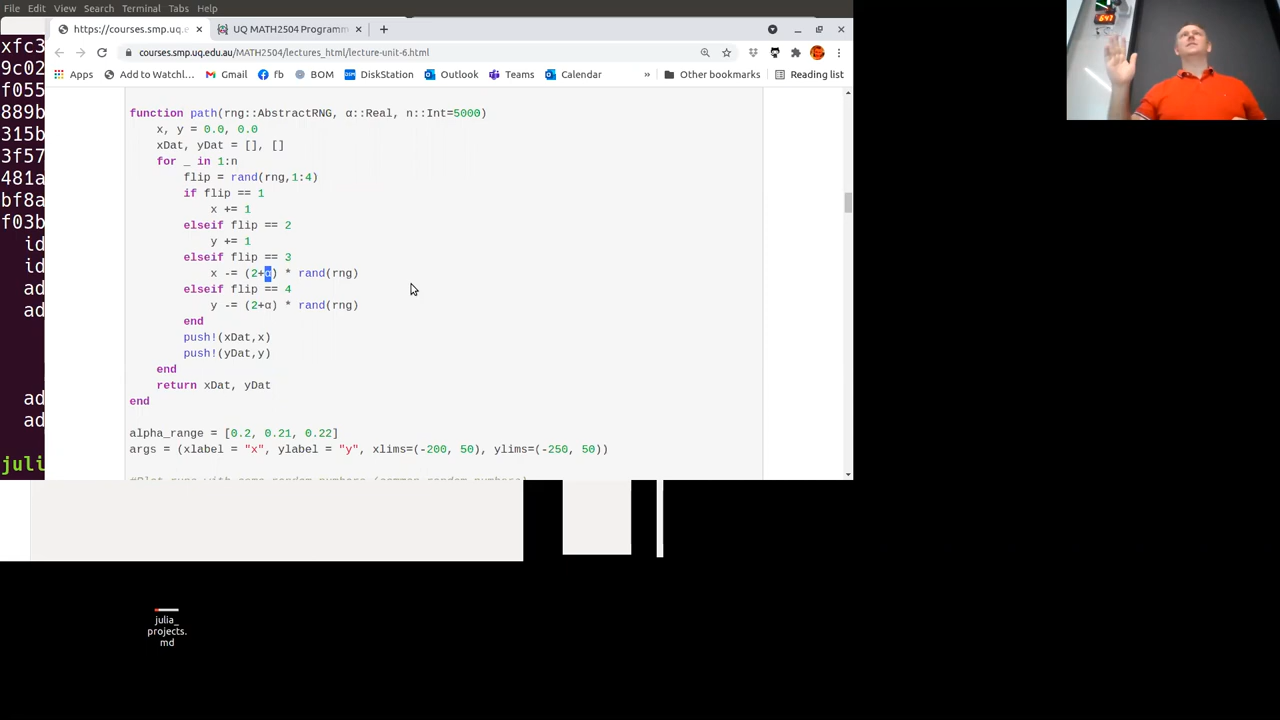 File Edit View Search Terminal Tabs Help
https://courses.smp.uq.e
UQ MATH2504 Programm
courses.smp.uq.edu.au/MATH2504/lectures_html/lecture-unit-6.html
Apps Add to Watchl... Gmail fb BOM DiskStation Outlook Teams Calendar » Other bookmarks Reading list
xfc3
9c02
f055
889b
315b
3f57
481a
bf8a
f03b
id
id
ad
ad
ad
ad
juli
function path(rng::AbstractRNG, α::Real, n::Int=5000)
x, y = 0.0, 0.0
xDat, yDat = [], []
for _ in 1:n
flip = rand(rng,1:4)
if flip == 1
x += 1
elseif flip == 2
y += 1
elseif flip == 3
x -= (2+α) * rand(rng)
elseif flip == 4
y -= (2+α) * rand(rng)
end
push!(xDat,x)
push!(yDat,y)
end
return xDat, yDat
end
alpha_range = [0.2, 0.21, 0.22]
args = (xlabel = "x", ylabel = "y", xlims=(-200, 50), ylims=(-250, 50))
julia_
projects.
md